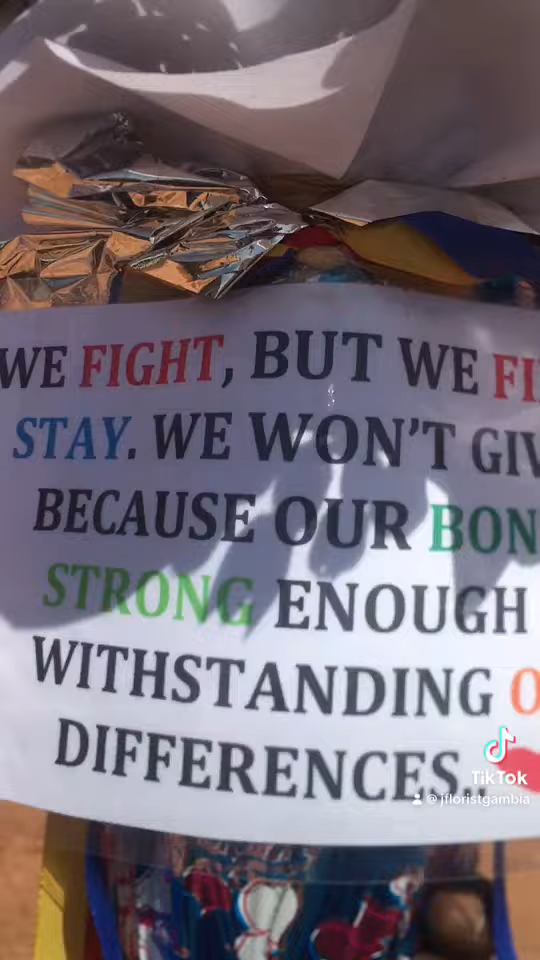 WE FIGHT, BUT WE
STAY. WE WON'T
BECAUSE OUR
STRONG ENOUGH
WITHSTANDING
DIFFERENCES..
TikTok
@jfloristgambia